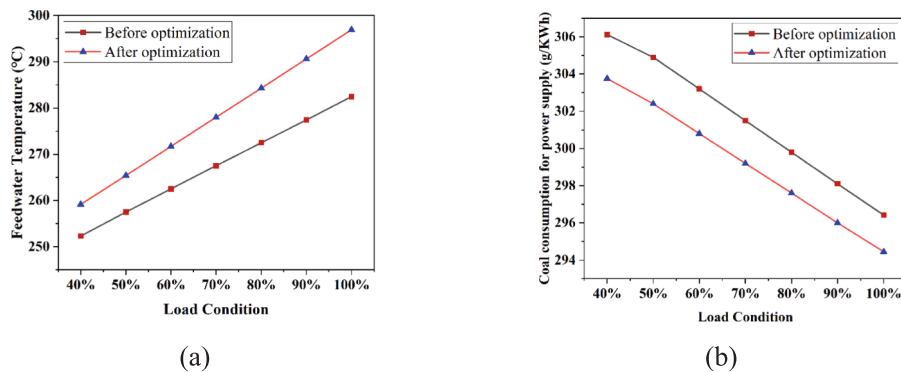 300
290
280
270
260
250
Feedwater Temperature (°C)
Before optimization
After optimization
40% 50% 60% 70% 80% 90% 100%
Load Condition
(a)
306
304
302
300
298
296
294
Coal consumption for power supply (g/KWh)
Before optimization
After optimization
40% 50% 60% 70% 80% 90% 100%
Load Condition
(b)